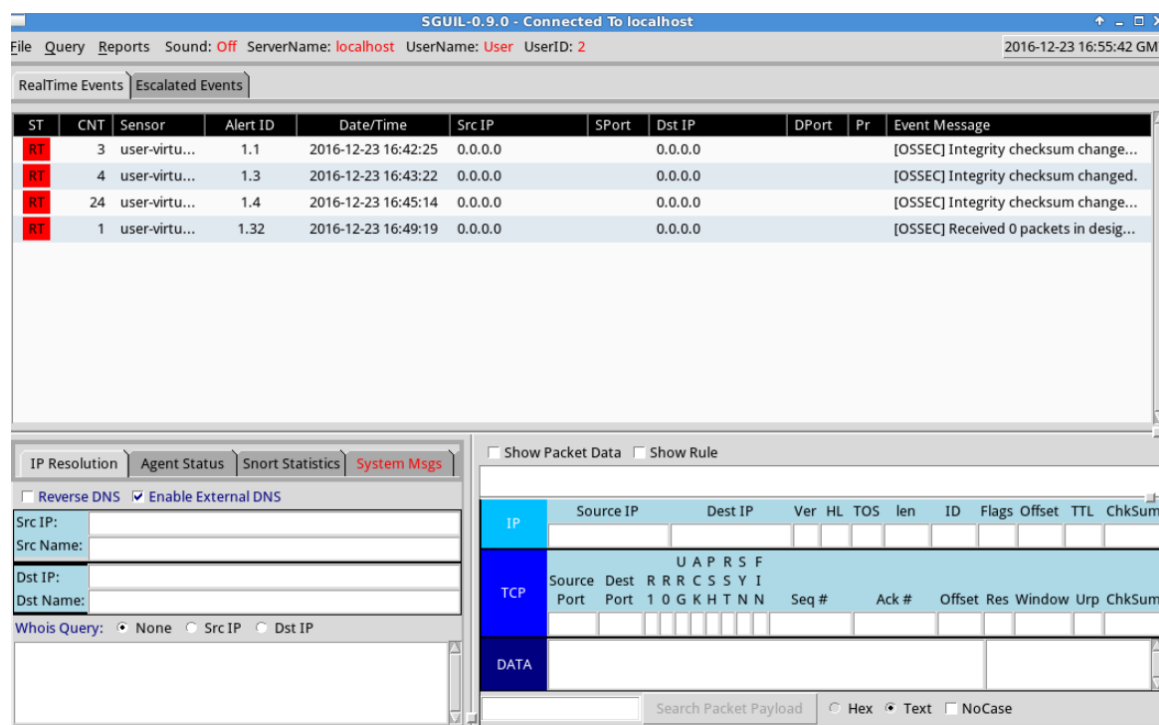 SGUIL-0.9.0 - Connected To localhost
File Query Reports Sound: Off ServerName: localhost UserName: User UserID: 2 2016-12-23 16:55:42 GM
RealTime Events Escalated Events
ST CNT Sensor Alert ID Date/Time Src IP SPort Dst IP DPort Pr Event Message
RT 3 user-virtu... 1.1 2016-12-23 16:42:25 0.0.0.0 0.0.0.0 [OSSEC] Integrity checksum change...
RT 4 user-virtu... 1.3 2016-12-23 16:43:22 0.0.0.0 0.0.0.0 [OSSEC] Integrity checksum changed.
RT 24 user-virtu... 1.4 2016-12-23 16:45:14 0.0.0.0 0.0.0.0 [OSSEC] Integrity checksum change...
RT 1 user-virtu... 1.32 2016-12-23 16:49:19 0.0.0.0 0.0.0.0 [OSSEC] Received 0 packets in desig...
IP Resolution Agent Status Snort Statistics System Msgs
Reverse DNS Enable External DNS
Src IP:
Src Name:
Dst IP:
Dst Name:
Whois Query: None Src IP Dst IP
Show Packet Data Show Rule
IP Source IP Dest IP Ver HL TOS len ID Flags Offset TTL ChkSum
U A P R S F
Source Dest R R R C S S Y I
TCP Port Port 1 0 G K H T N N Seq # Ack # Offset Res Window Urp ChkSum
DATA
Search Packet Payload Hex Text NoCase